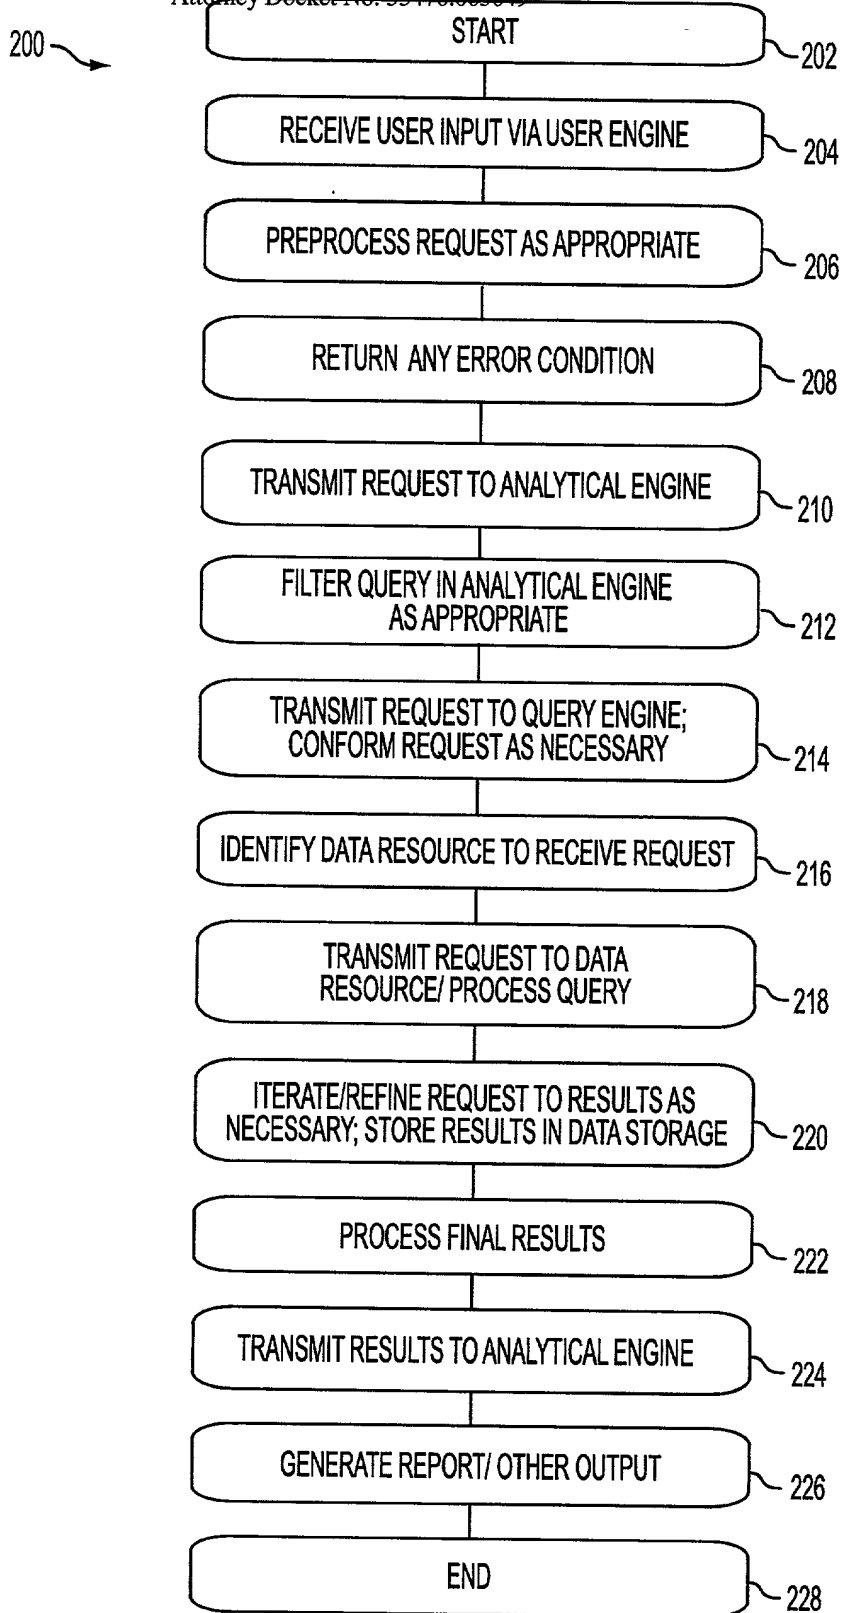 Attorney Docket No.
START
200
202
RECEIVE USER INPUT VIA USER ENGINE
204
PREPROCESS REQUEST AS APPROPRIATE
206
RETURN ANY ERROR CONDITION
208
TRANSMIT REQUEST TO ANALYTICAL ENGINE
210
FILTER QUERY IN ANALYTICAL ENGINE
AS APPROPRIATE
212
TRANSMIT REQUEST TO QUERY ENGINE;
CONFORM REQUEST AS NECESSARY
214
IDENTIFY DATA RESOURCE TO RECEIVE REQUEST
216
TRANSMIT REQUEST TO DATA
RESOURCE/ PROCESS QUERY
218
ITERATE/REFINE REQUEST TO RESULTS AS
NECESSARY; STORE RESULTS IN DATA STORAGE
220
PROCESS FINAL RESULTS
222
TRANSMIT RESULTS TO ANALYTICAL ENGINE
224
GENERATE REPORT/ OTHER OUTPUT
226
END
228